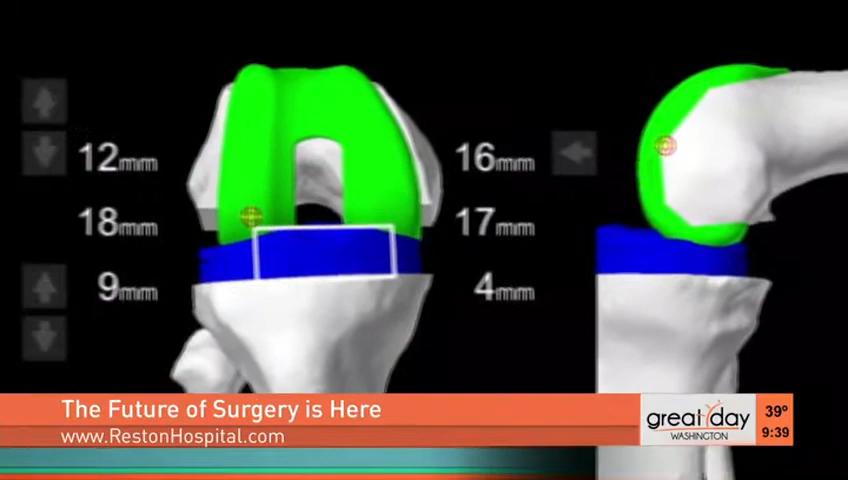 12mm
16mm
18mm
17mm
9mm
4mm
The Future of Surgery is Here
www.RestonHospital.com
great day
WASHINGTON
39°
9:39